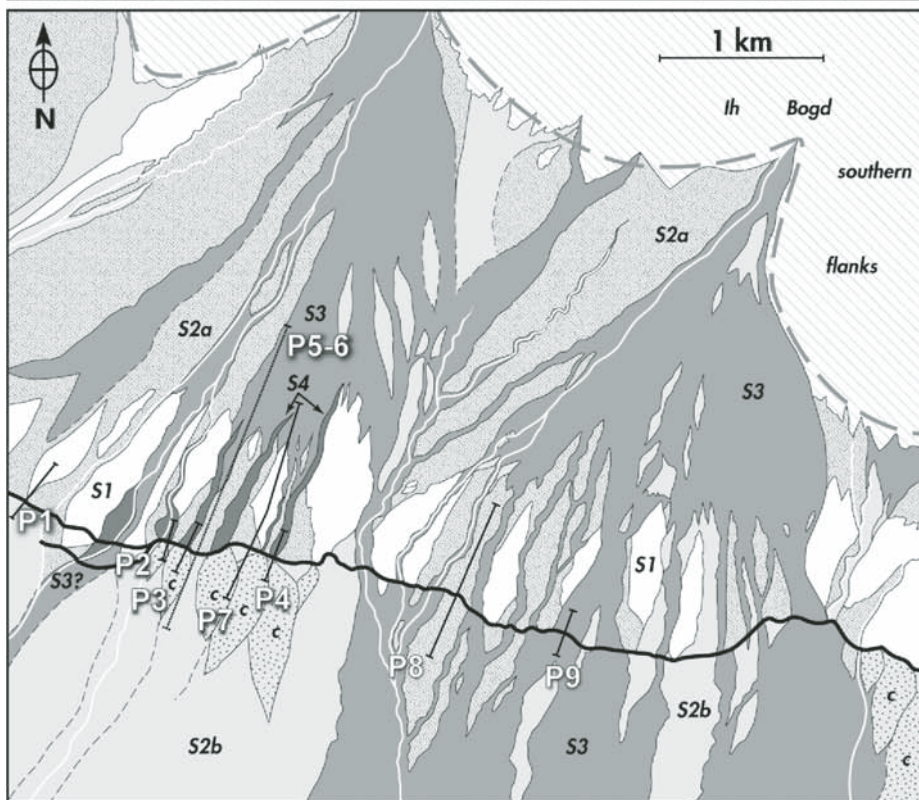 1 km
N
Ih Bogd
southern
S2a
flanks
S3
S2a
P5-6
S4
S3
S1
P1
S1
P2
S3?
c
P3
c
P7
c
P4
c
P8
P9
c
S2b
S2b
S3
c